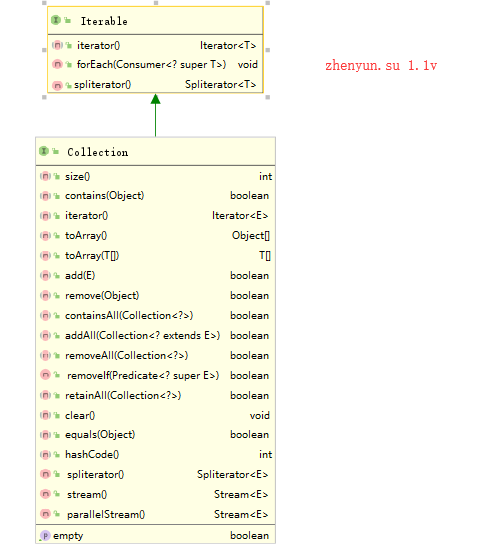 Iterable
iterator() Iterator<T>
forEach(Consumer<? super T>) void
spliterator() Spliterator<T>
zhenyun.su 1.1v
Collection
size() int
contains(Object) boolean
iterator() Iterator<E>
toArray() Object[]
toArray(T[]) T[]
add(E) boolean
remove(Object) boolean
containsAll(Collection<?>) boolean
addAll(Collection<? extends E>) boolean
removeAll(Collection<?>) boolean
removeIf(Predicate<? super E>) boolean
retainAll(Collection<?>) boolean
clear() void
equals(Object) boolean
hashCode() int
spliterator() Spliterator<E>
stream() Stream<E>
parallelStream() Stream<E>
empty boolean